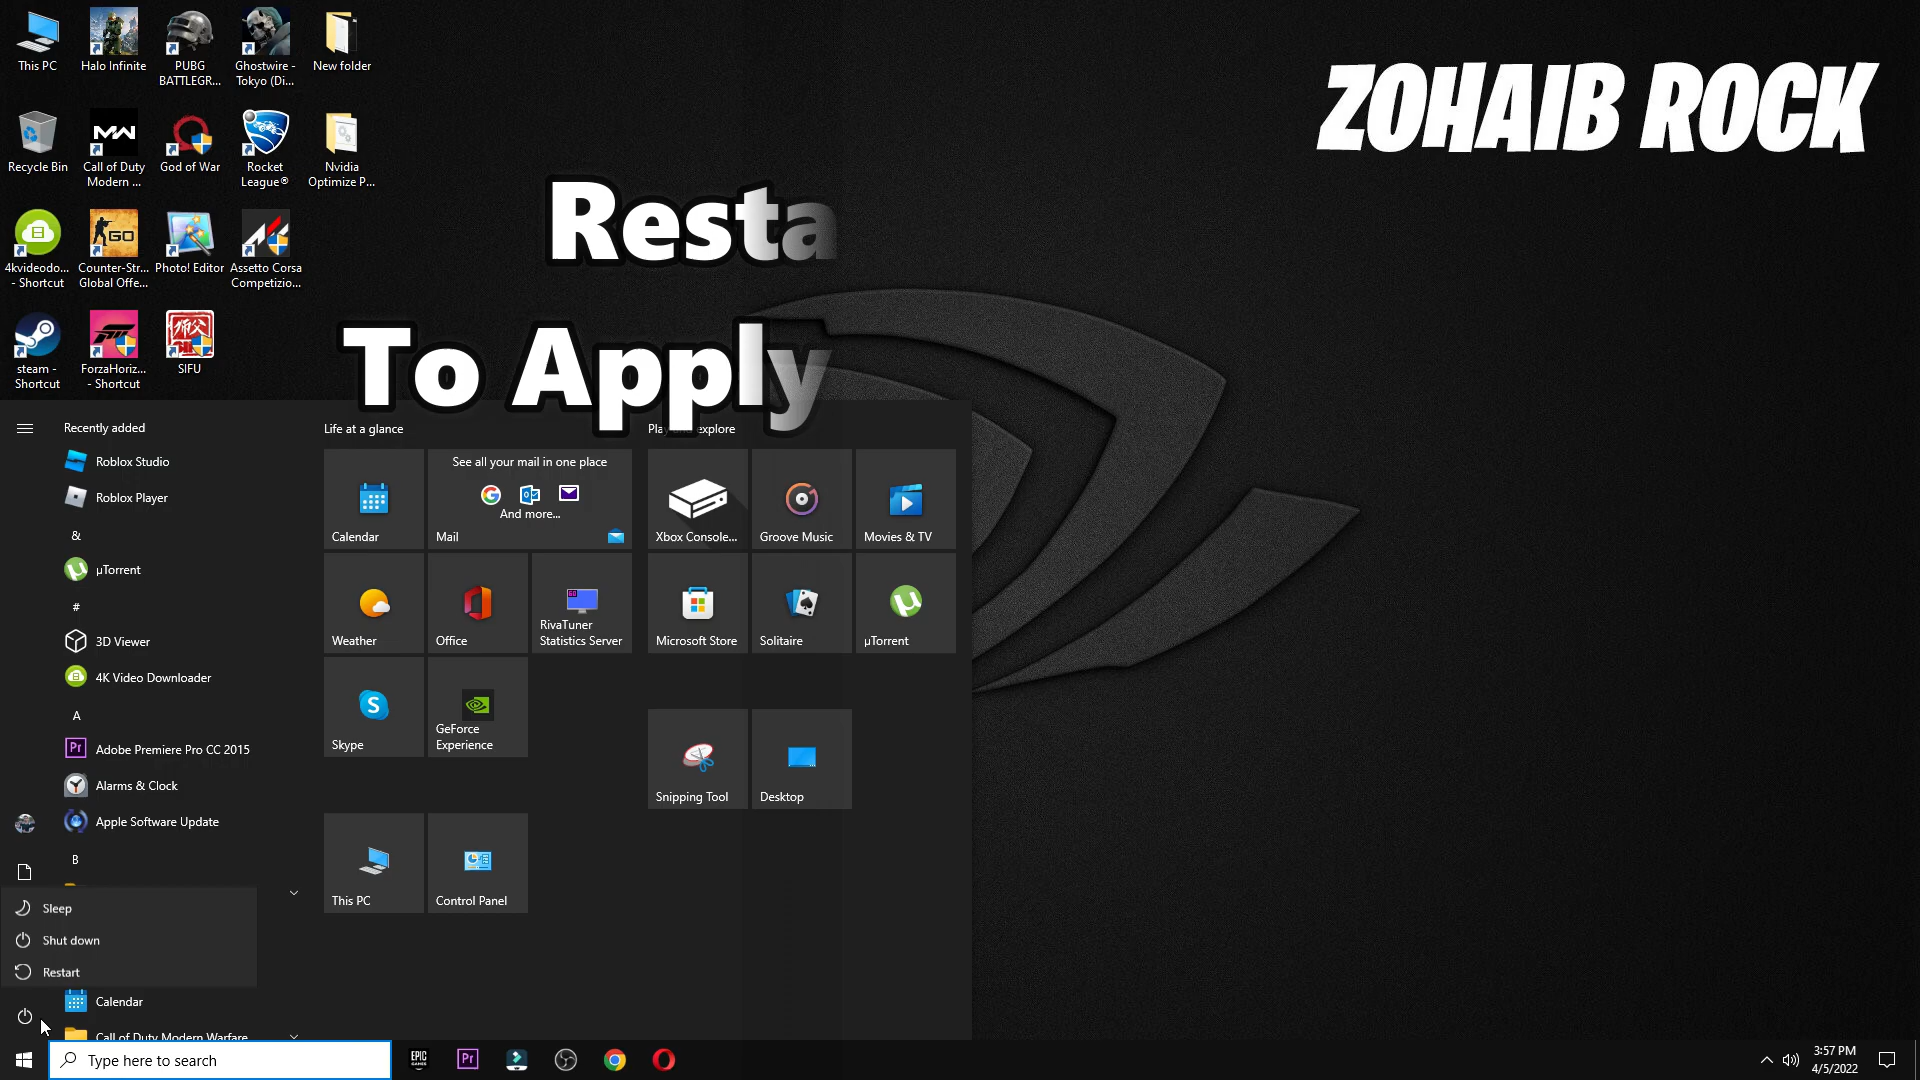 This PC
Halo Infinite
PUBG
BATTLEGR...
Ghostwire -
Tokyo (Di...
New folder
ZOHAIB ROCK
Recycle Bin
Call of Duty
Modern ...
God of War
Rocket
League®
Nvidia
Optimize P...
Resta
4kvideodo...
- Shortcut
Counter-Str...
Global Offe...
Photo! Editor
Assetto Corsa
Competizio...
To Apply
steam -
Shortcut
ForzaHoriz...
- Shortcut
SIFU
Recently added
Roblox Studio
Roblox Player
&
µTorrent
#
3D Viewer
4K Video Downloader
A
Adobe Premiere Pro CC 2015
Alarms & Clock
Apple Software Update
B
Sleep
Shut down
Restart
Calendar
Call of Duty Modern Warfare
Life at a glance
Calendar
See all your mail in one place
And more...
Mail
Weather
Office
RivaTuner
Statistics Server
Skype
GeForce
Experience
This PC
Control Panel
explore
Xbox Console...
Groove Music
Movies & TV
Microsoft Store
Solitaire
µTorrent
Snipping Tool
Desktop
Type here to search
EPIC
GAMES
Pr
3:57 PM
4/5/2022